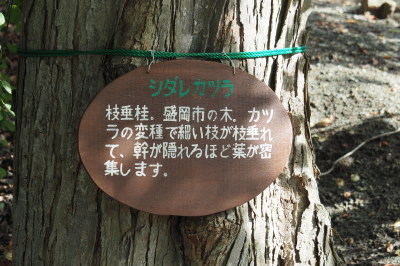 シダレカツラ
枝垂桂。盛岡市の木。カツ
ラの変種で細い枝が枝垂れ
て、幹が隠れるほど葉が密
集します。